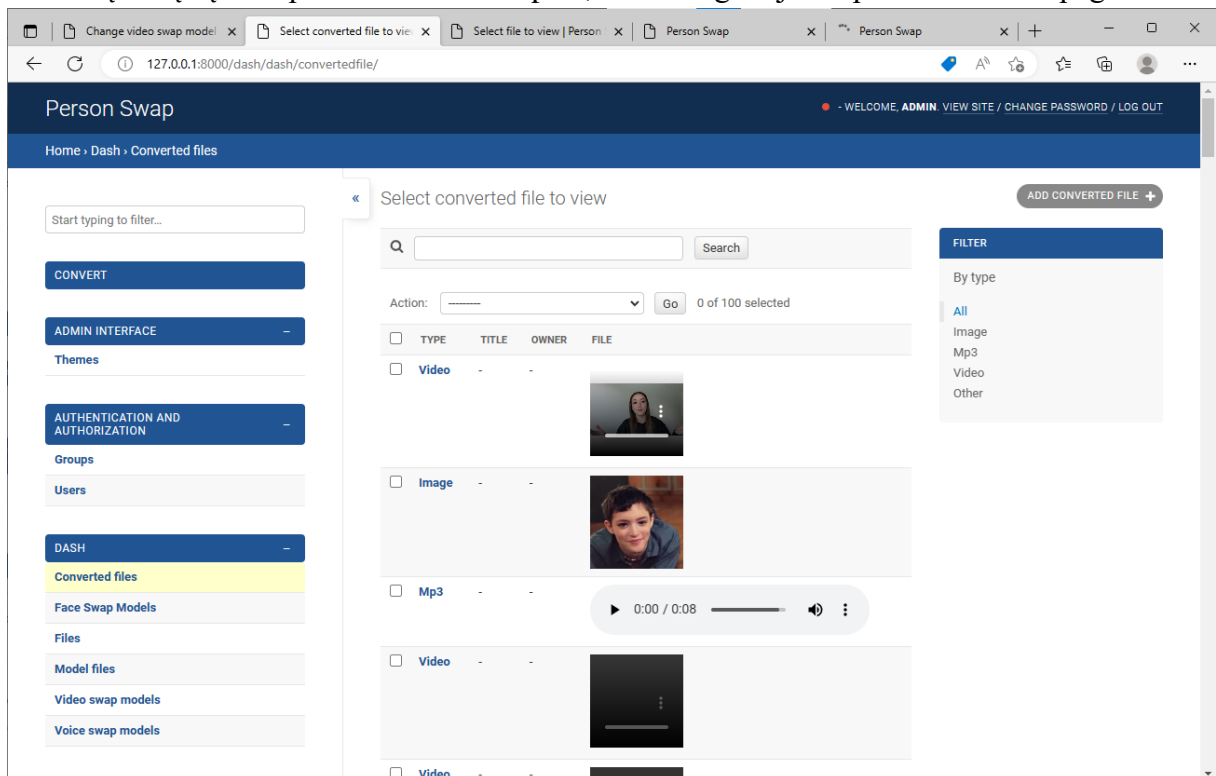 Change video swap model
Select converted file to vie
Select file to view | Person
Person Swap
Person Swap
127.0.0.1:8000/dash/dash/convertedfile/
Person Swap
- WELCOME, ADMIN. VIEW SITE / CHANGE PASSWORD / LOG OUT
Home › Dash › Converted files
Start typing to filter...
CONVERT
ADMIN INTERFACE
Themes
AUTHENTICATION AND
AUTHORIZATION
Groups
Users
DASH
Converted files
Face Swap Models
Files
Model files
Video swap models
Voice swap models
«
Select converted file to view
ADD CONVERTED FILE +
Search
Action: ---------
Go
0 of 100 selected
TYPE TITLE OWNER FILE
Video - -
Image - -
Mp3 - - 0:00 / 0:08
Video - -
Video - -
FILTER
By type
All
Image
Mp3
Video
Other